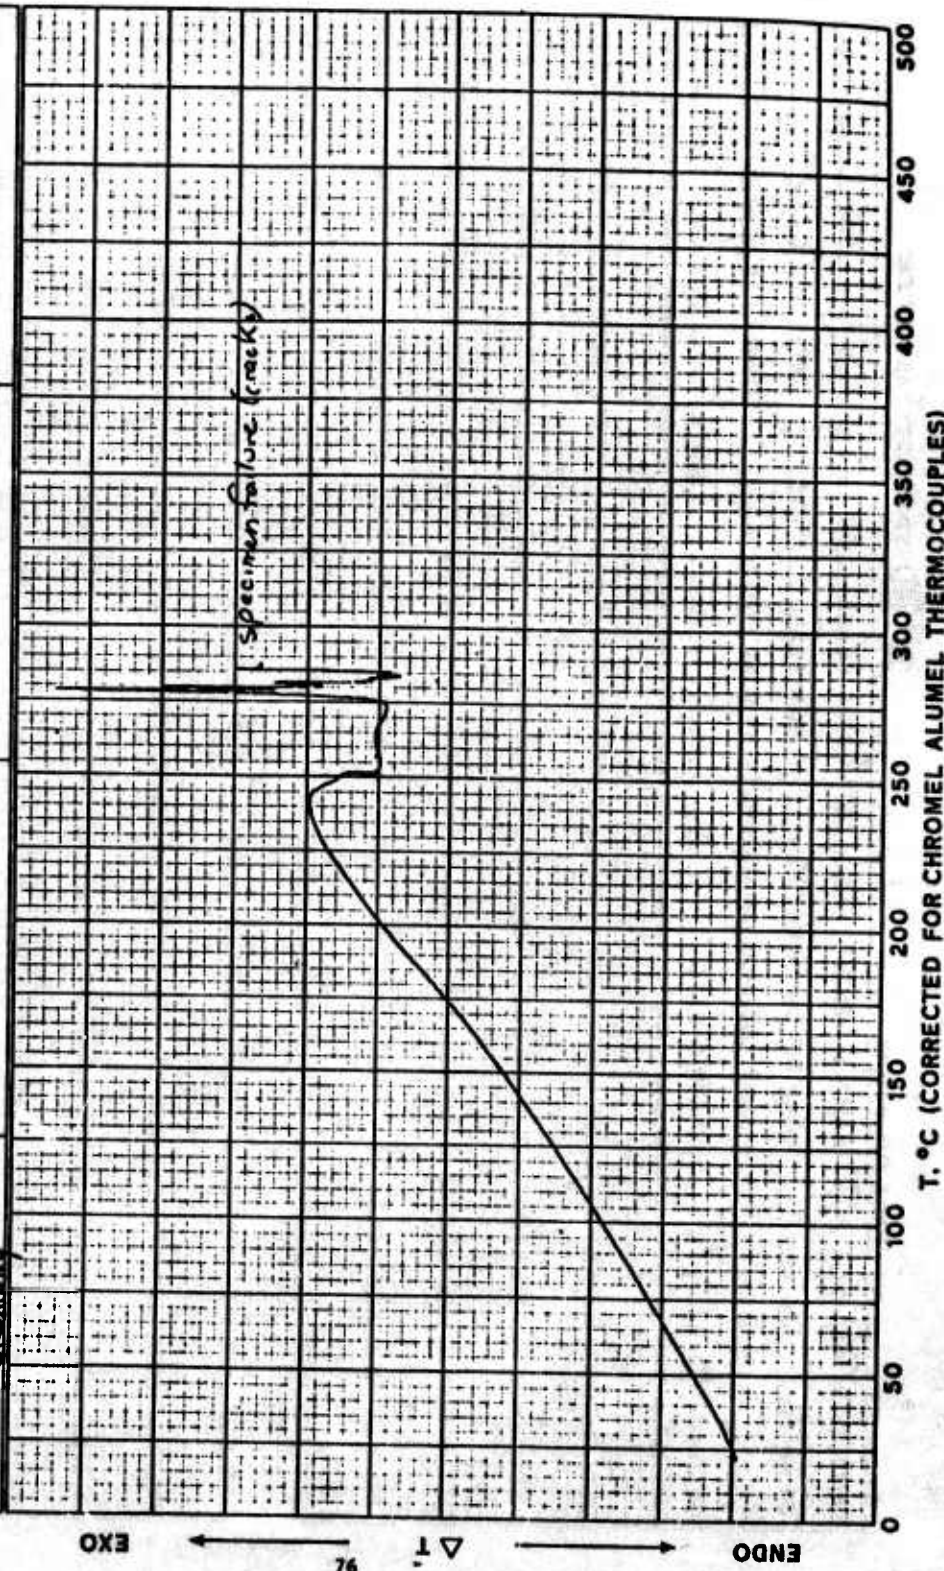 EXO
Δ T
ENDO
76
specimen failure (cracks)
0 50 100 150 200 250 300 350 400 450 500
T. °C (CORRECTED FOR CHROMEL ALUMEL THERMOCOUPLES)